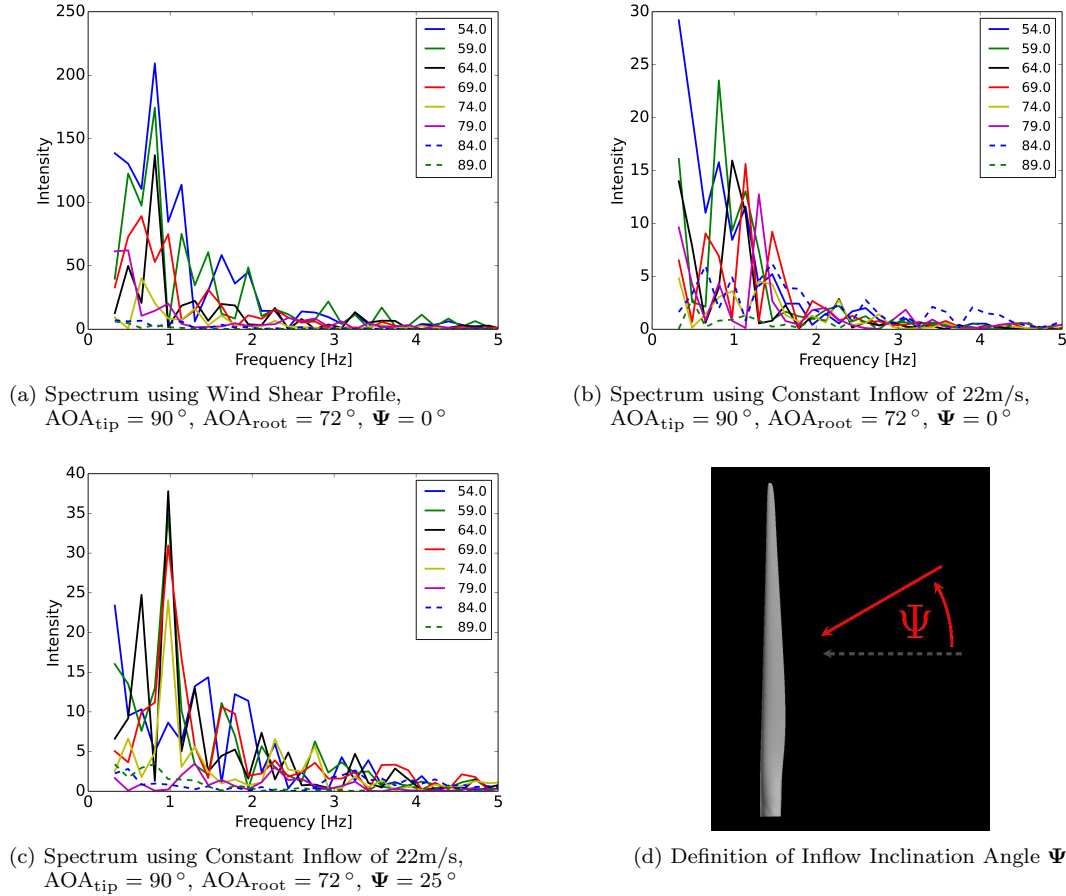 250
200
150
100
50
0
Intensity
0 1 2 3 4 5
Frequency [Hz]
54.0
59.0
64.0
69.0
74.0
79.0
84.0
89.0
(a) Spectrum using Wind Shear Profile,
AOAtip = 90°, AOAroot = 72°, Ψ = 0°
30
25
20
15
10
5
0
Intensity
0 1 2 3 4 5
Frequency [Hz]
54.0
59.0
64.0
69.0
74.0
79.0
84.0
89.0
(b) Spectrum using Constant Inflow of 22m/s,
AOAtip = 90°, AOAroot = 72°, Ψ = 0°
40
35
30
25
20
15
10
5
0
Intensity
0 1 2 3 4 5
Frequency [Hz]
54.0
59.0
64.0
69.0
74.0
79.0
84.0
89.0
(c) Spectrum using Constant Inflow of 22m/s,
AOAtip = 90°, AOAroot = 72°, Ψ = 25°
Ψ
(d) Definition of Inflow Inclination Angle Ψ